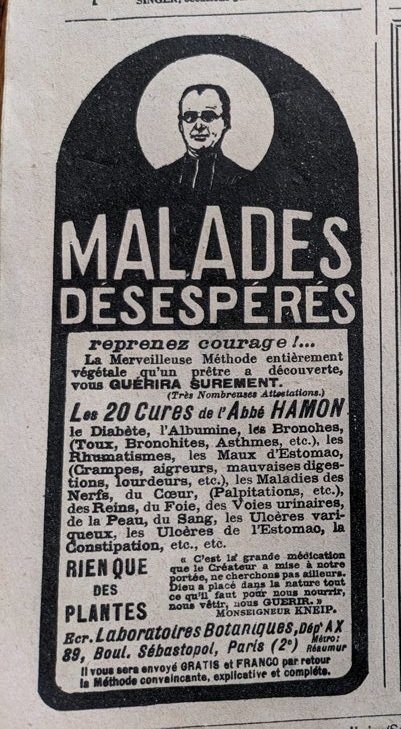 SINGER,
MALADES
DÉSESPÉRÉS
reprenez courage !...
La Merveilleuse Méthode entièrement
végétale qu'un prêtre a découverte,
vous GUÉRIRA SUREMENT.
(Très Nombreuses Attestations.)
Les 20 Cures de l'Abbé HAMON
le Diabète, l'Albumine, les Bronches,
(Toux, Bronchites, Asthmes, etc.), les
Rhumatismes, les Maux d'Estomac,
(Crampes, aigreurs, mauvaises diges-
tions, lourdeurs, etc.), les Maladies des
Nerfs, du Cœur, (Palpitations, etc.),
des Reins, du Foie, des Voies urinaires,
de la Peau, du Sang, les Ulcères vari-
queux, les Ulcères de l'Estomac, la
Constipation, etc., etc.
RIEN QUE
DES
PLANTES
« C'est la grande médication
que le Créateur a mise à notre
portée, ne cherchons pas ailleurs.
Dieu a placé dans la nature tout
ce qu'il faut pour nous nourrir,
nous vêtir, nous GUERIR. »
MONSEIGNEUR KNEIP.
Ecr. Laboratoires Botaniques, Dépt AX
89, Boul. Sébastopol, Paris (2e) Métro: Réaumur
Il vous sera envoyé GRATIS et FRANCO par retour
la Méthode convaincante, explicative et complète.